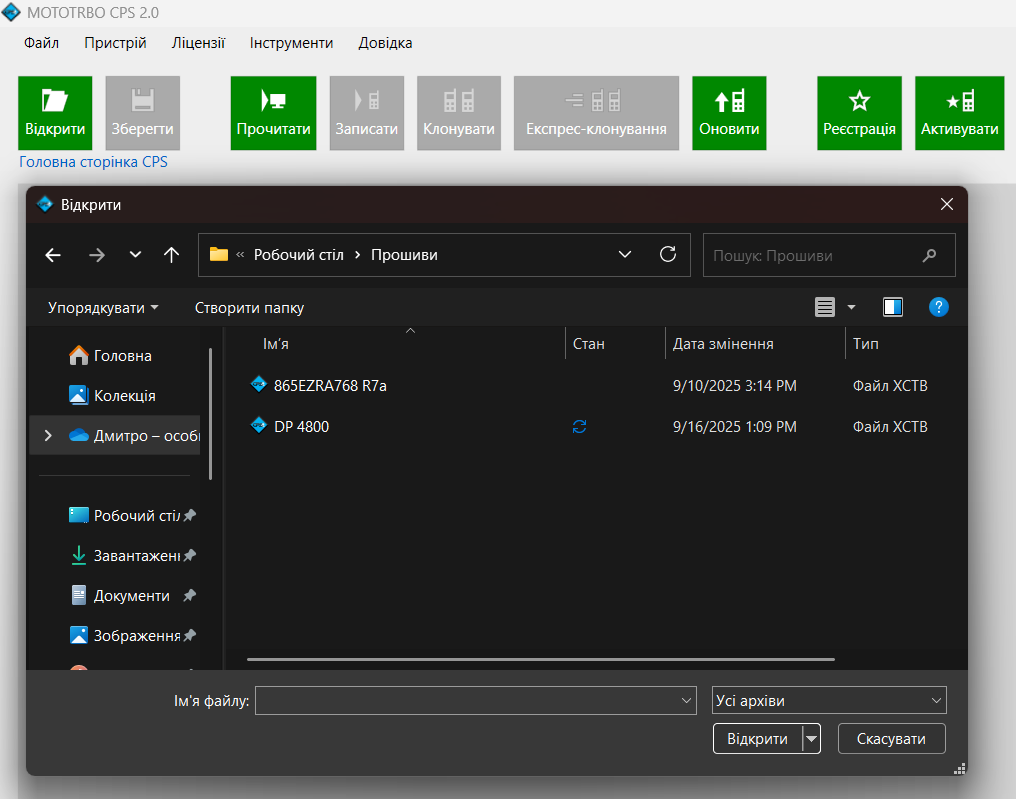 MOTOTRBO CPS 2.0
Файл Пристрій Ліцензії Інструменти Довідка
Відкрити Зберегти Прочитати Записати Клонувати Експрес-клонування Оновити Реєстрація Активувати
Головна сторінка CPS
Відкрити
« Робочий стіл > Прошиви Пошук: Прошиви
Упорядкувати Створити папку
Ім'я Стан Дата змінення Тип
Головна
Колекція
Дмитро – особ
865EZRA768 R7a 9/10/2025 3:14 PM Файл XCTB
DP 4800 9/16/2025 1:09 PM Файл XCTB
Робочий стіл
Завантажен
Документи
Зображення
Ім'я файлу: Усі архіви
Відкрити Скасувати